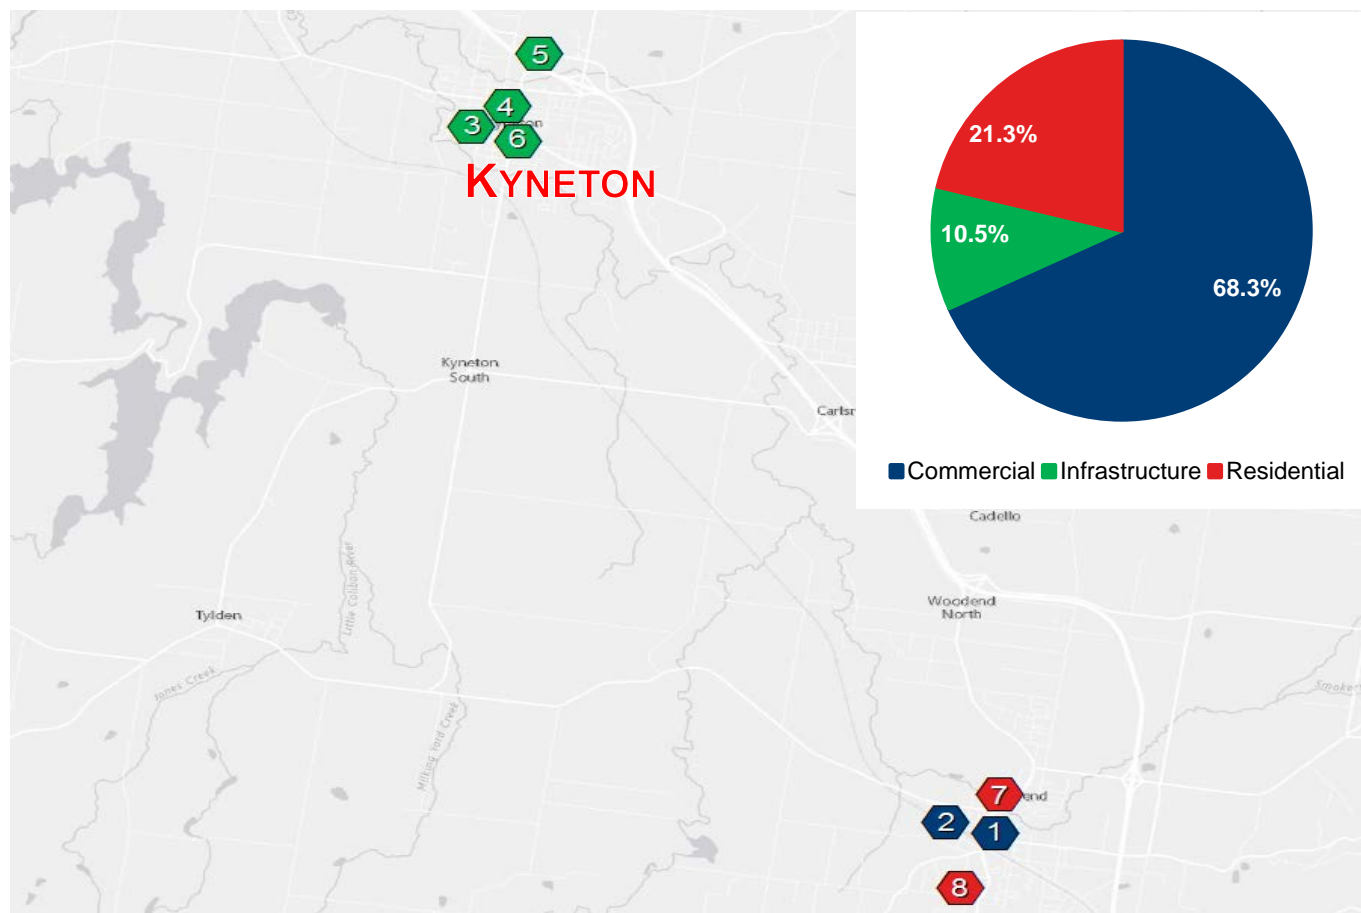 5
4
3
6
KYNETON
21.3%
10.5%
68.3%
Kyneton
South
Commercial Infrastructure Residential
Cadello
Woodend
North
Tylden
Little Coliban River
Jones Creek
Milking Yard Creek
7
2
1
8